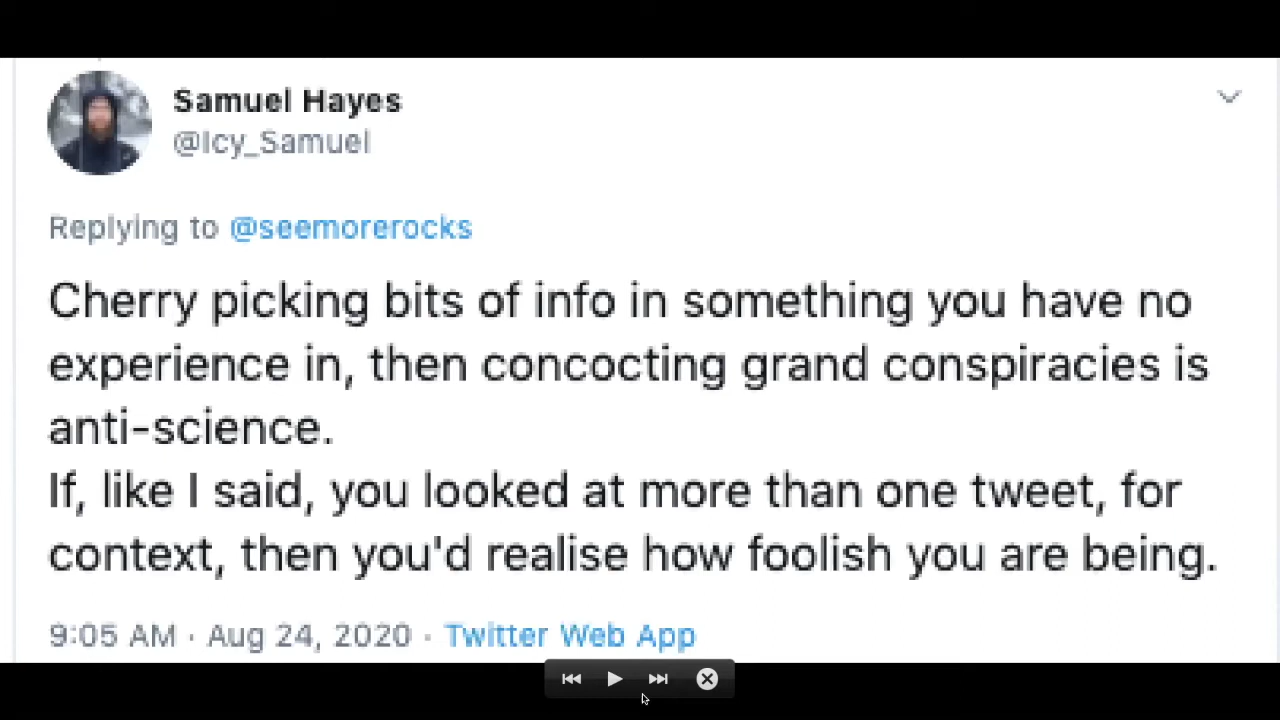 Samuel Hayes
@Icy_Samuel
Replying to @seemorerocks
Cherry picking bits of info in something you have no
experience in, then concocting grand conspiracies is
anti-science.
If, like I said, you looked at more than one tweet, for
context, then you'd realise how foolish you are being.
9:05 AM · Aug 24, 2020 · Twitter Web App